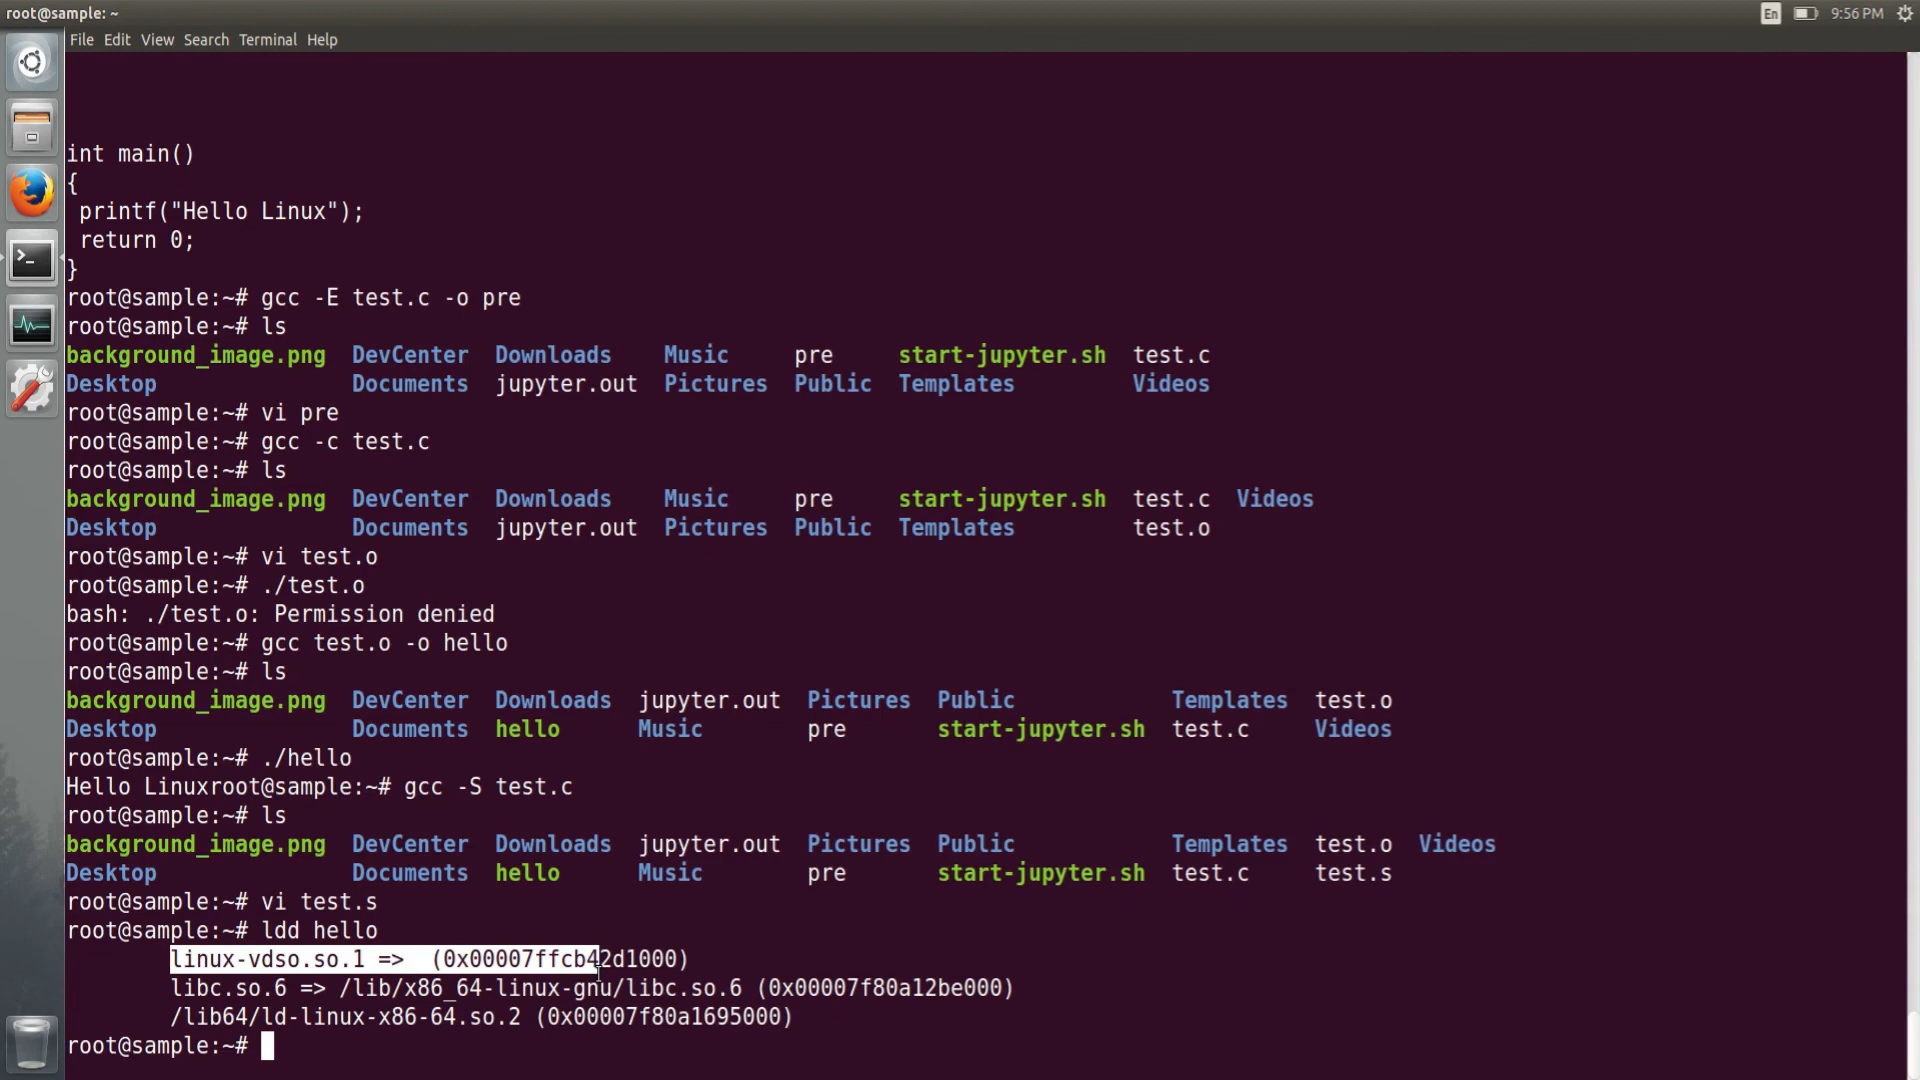 root@sample: ~
En 9:56 PM
File Edit View Search Terminal Help
int main()
{
 printf("Hello Linux");
 return 0;
}
root@sample:~# gcc -E test.c -o pre
root@sample:~# ls
background_image.png DevCenter Downloads Music pre start-jupyter.sh test.c
Desktop Documents jupyter.out Pictures Public Templates Videos
root@sample:~# vi pre
root@sample:~# gcc -c test.c
root@sample:~# ls
background_image.png DevCenter Downloads Music pre start-jupyter.sh test.c Videos
Desktop Documents jupyter.out Pictures Public Templates test.o
root@sample:~# vi test.o
root@sample:~# ./test.o
bash: ./test.o: Permission denied
root@sample:~# gcc test.o -o hello
root@sample:~# ls
background_image.png DevCenter Downloads jupyter.out Pictures Public Templates test.o
Desktop Documents hello Music pre start-jupyter.sh test.c Videos
root@sample:~# ./hello
Hello Linuxroot@sample:~# gcc -S test.c
root@sample:~# ls
background_image.png DevCenter Downloads jupyter.out Pictures Public Templates test.o Videos
Desktop Documents hello Music pre start-jupyter.sh test.c test.s
root@sample:~# vi test.s
root@sample:~# ldd hello
linux-vdso.so.1 =>  (0x00007ffcb42d1000)
libc.so.6 => /lib/x86_64-linux-gnu/libc.so.6 (0x00007f80a12be000)
/lib64/ld-linux-x86-64.so.2 (0x00007f80a1695000)
root@sample:~#